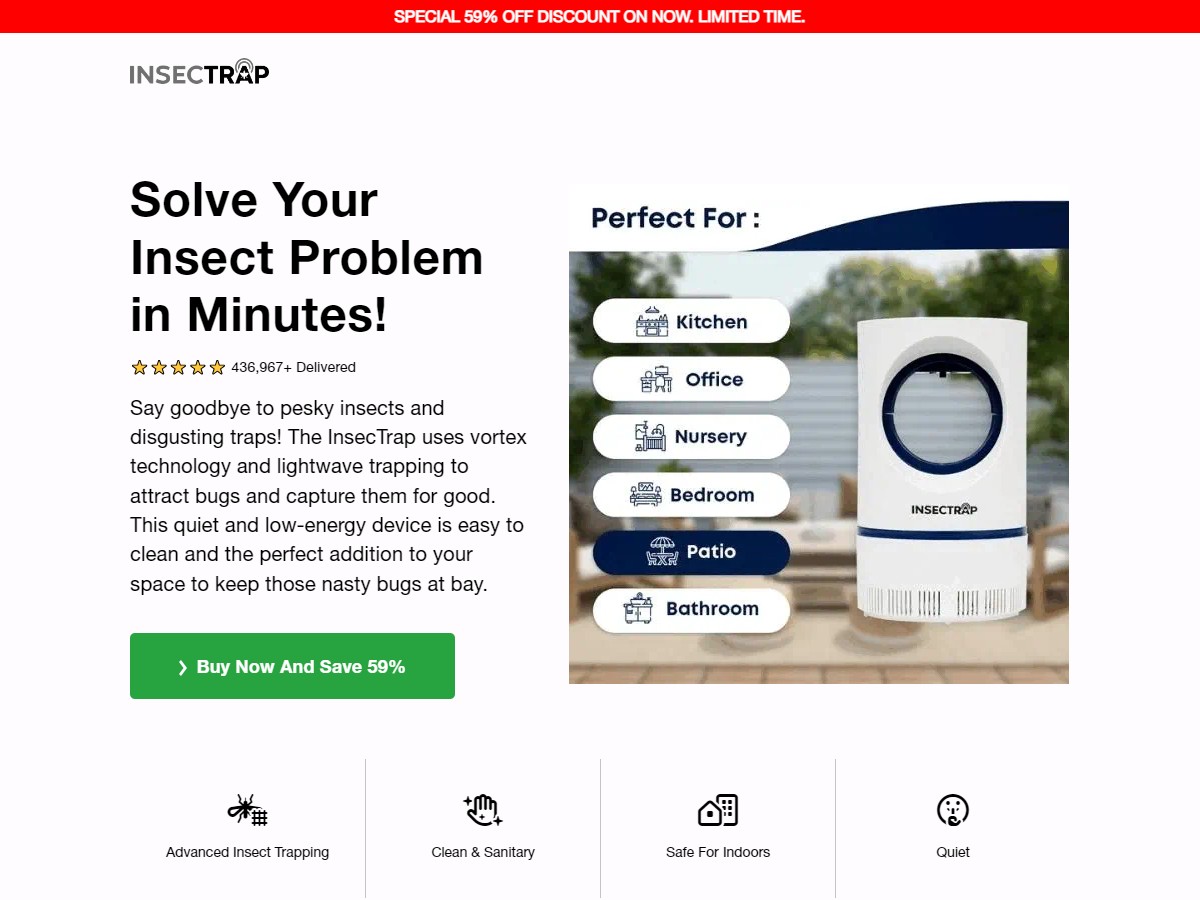 SPECIAL 59% OFF DISCOUNT ON NOW. LIMITED TIME.
INSECTRAP
Solve Your
Insect Problem
in Minutes!
436,967+ Delivered
Say goodbye to pesky insects and
disgusting traps! The InsecTrap uses vortex
technology and lightwave trapping to
attract bugs and capture them for good.
This quiet and low-energy device is easy to
clean and the perfect addition to your
space to keep those nasty bugs at bay.
❯ Buy Now And Save 59%
Perfect For :
Kitchen
Office
Nursery
Bedroom
Patio
Bathroom
INSECTRAP
Advanced Insect Trapping
Clean & Sanitary
Safe For Indoors
Quiet